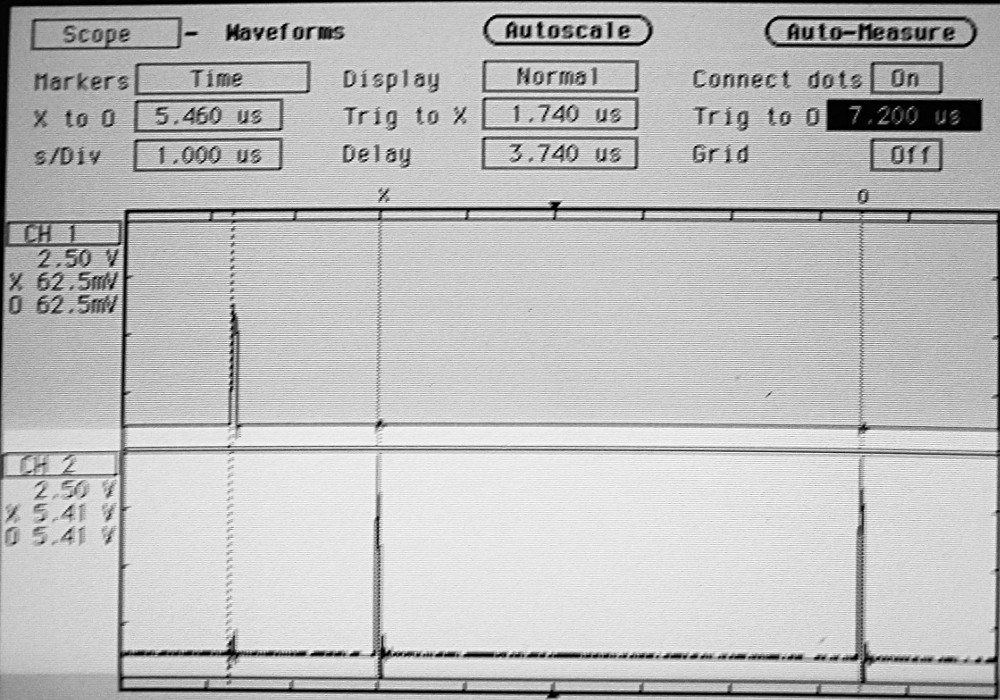 Scope - Waveforms Autoscale Auto-Measure
Markers Time Display Normal Connect dots On
X to O 5.460 us Trig to X 1.740 us Trig to O 7.200 us
s/Div 1.000 us Delay 3.740 us Grid Off
X O
CH 1
2.50 V
X 62.5mV
O 62.5mV
CH 2
2.50 V
X 5.41 V
O 5.41 V